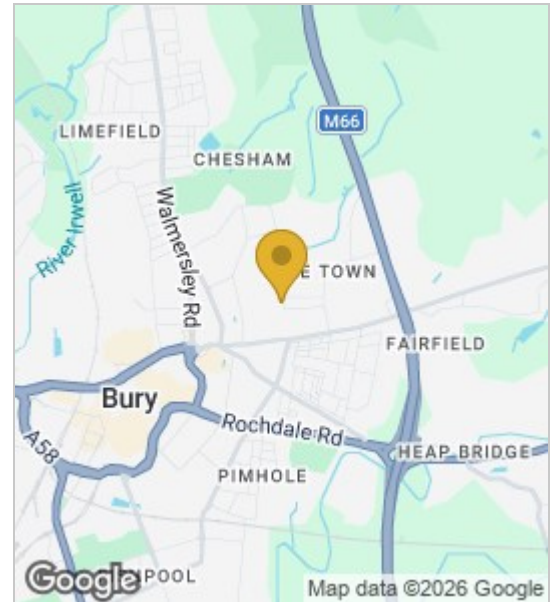 M66
LIMEFIELD
CHESHAM
Walmersley Rd
River Irwell
E TOWN
FAIRFIELD
Bury
Rochdale Rd
A58
HEAP BRIDGE
PIMHOLE
Google
POOL
Map data ©2026 Google